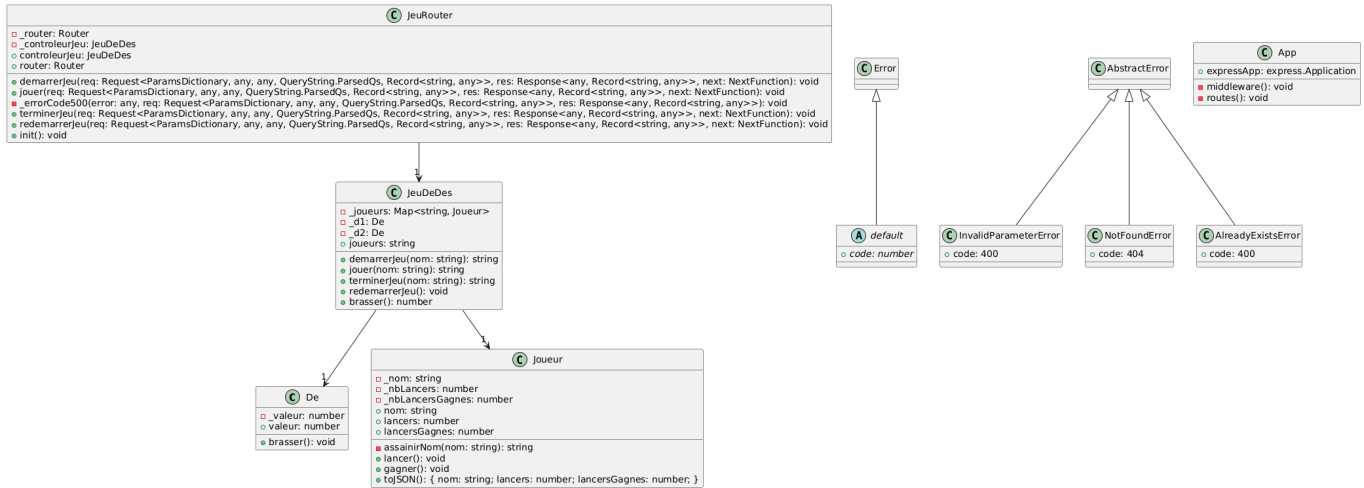 C JeuRouter
_router: Router
_controleurJeu: JeuDeDes
controleurJeu: JeuDeDes
router: Router
demarrerJeu(req: Request<ParamsDictionary, any, any, QueryString.ParsedQs, Record<string, any>>, res: Response<any, Record<string, any>>, next: NextFunction): void
jouer(req: Request<ParamsDictionary, any, any, QueryString.ParsedQs, Record<string, any>>, res: Response<any, Record<string, any>>, next: NextFunction): void
_errorCode500(error: any, req: Request<ParamsDictionary, any, any, QueryString.ParsedQs, Record<string, any>>, res: Response<any, Record<string, any>>): void
terminerJeu(req: Request<ParamsDictionary, any, any, QueryString.ParsedQs, Record<string, any>>, res: Response<any, Record<string, any>>, next: NextFunction): void
redemarrerJeu(req: Request<ParamsDictionary, any, any, QueryString.ParsedQs, Record<string, any>>, res: Response<any, Record<string, any>>, next: NextFunction): void
init(): void
C Error
C AbstractError
C App
expressApp: express.Application
middleware(): void
routes(): void
1
C JeuDeDes
_joueurs: Map<string, Joueur>
_d1: De
_d2: De
joueurs: string
demarrerJeu(nom: string): string
jouer(nom: string): string
terminerJeu(nom: string): string
redemarrerJeu(): void
brasser(): number
A default
code: number
C InvalidParameterError
code: 400
C NotFoundError
code: 404
C AlreadyExistsError
code: 400
1
1
C De
_valeur: number
valeur: number
brasser(): void
C Joueur
_nom: string
_nbLancers: number
_nbLancersGagnes: number
nom: string
lancers: number
lancersGagnes: number
assainirNom(nom: string): string
lancer(): void
gagner(): void
toJSON(): { nom: string; lancers: number; lancersGagnes: number; }